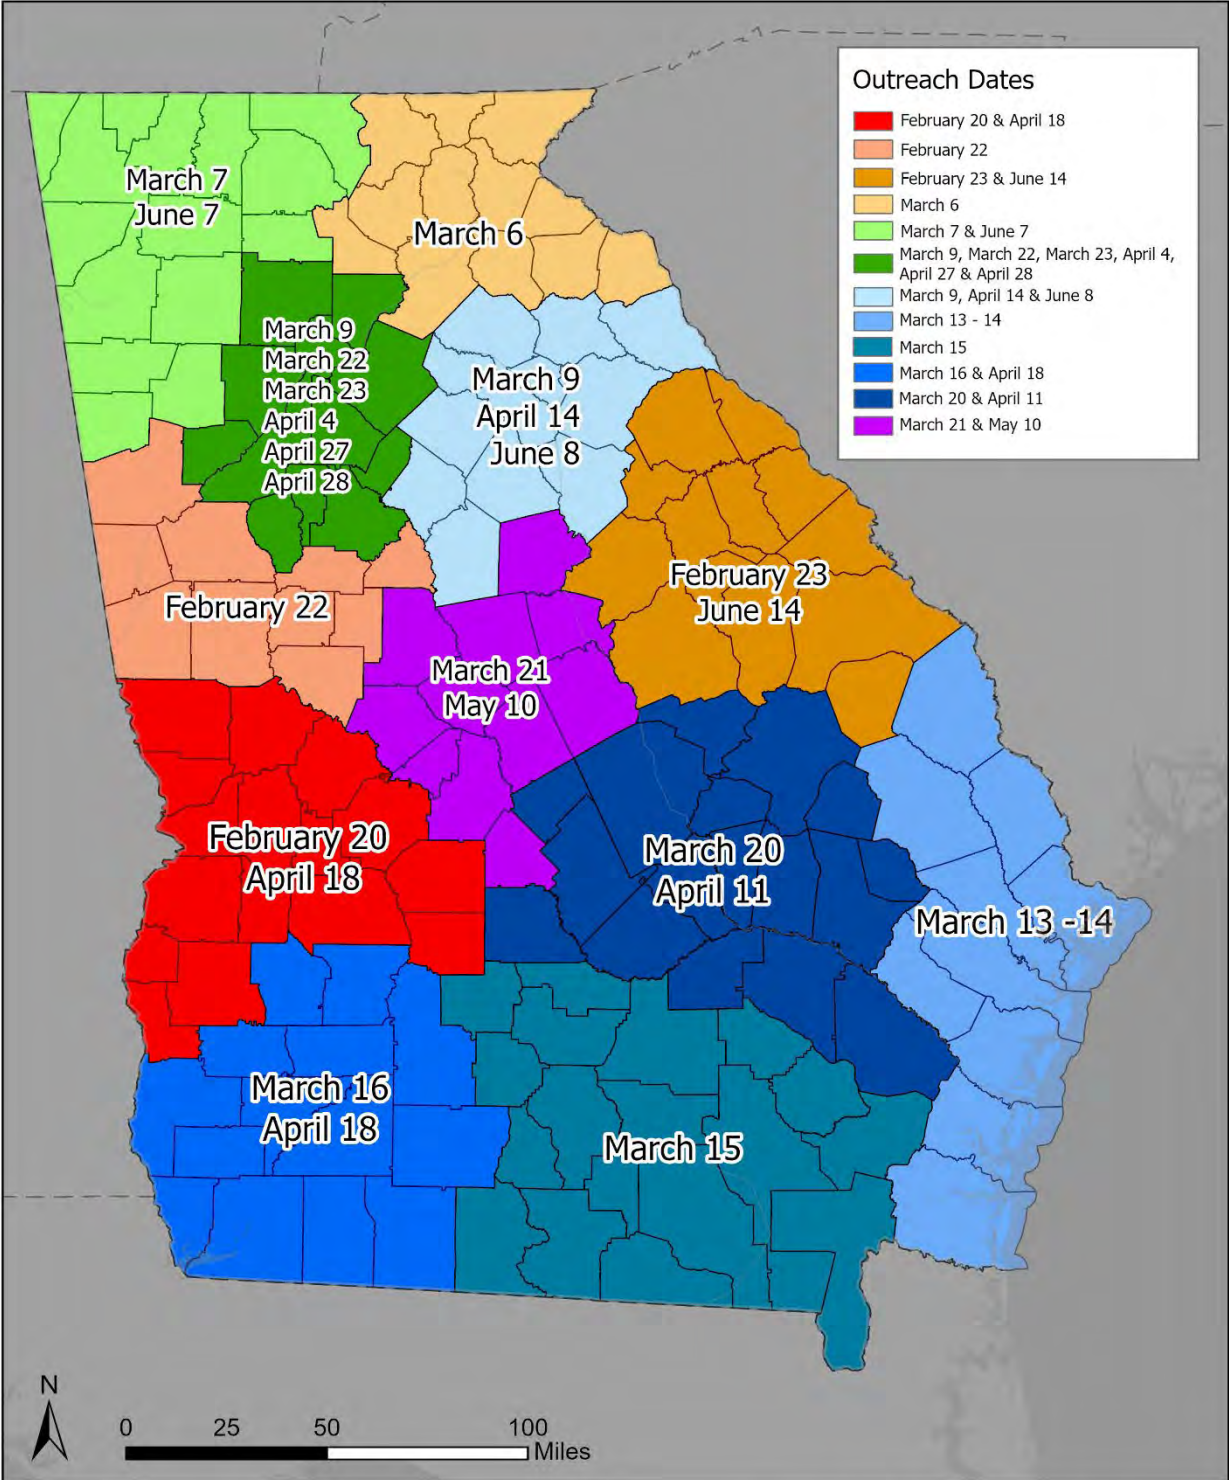 Outreach Dates
February 20 & April 18
February 22
February 23 & June 14
March 6
March 7 & June 7
March 9, March 22, March 23, April 4,
April 27 & April 28
March 9, April 14 & June 8
March 13 - 14
March 15
March 16 & April 18
March 20 & April 11
March 21 & May 10
March 7
June 7
March 6
March 9
March 22
March 23
April 4
April 27
April 28
March 9
April 14
June 8
February 23
June 14
February 22
March 21
May 10
February 20
April 18
March 20
April 11
March 13 -14
March 16
April 18
March 15
N
0 25 50 100
Miles